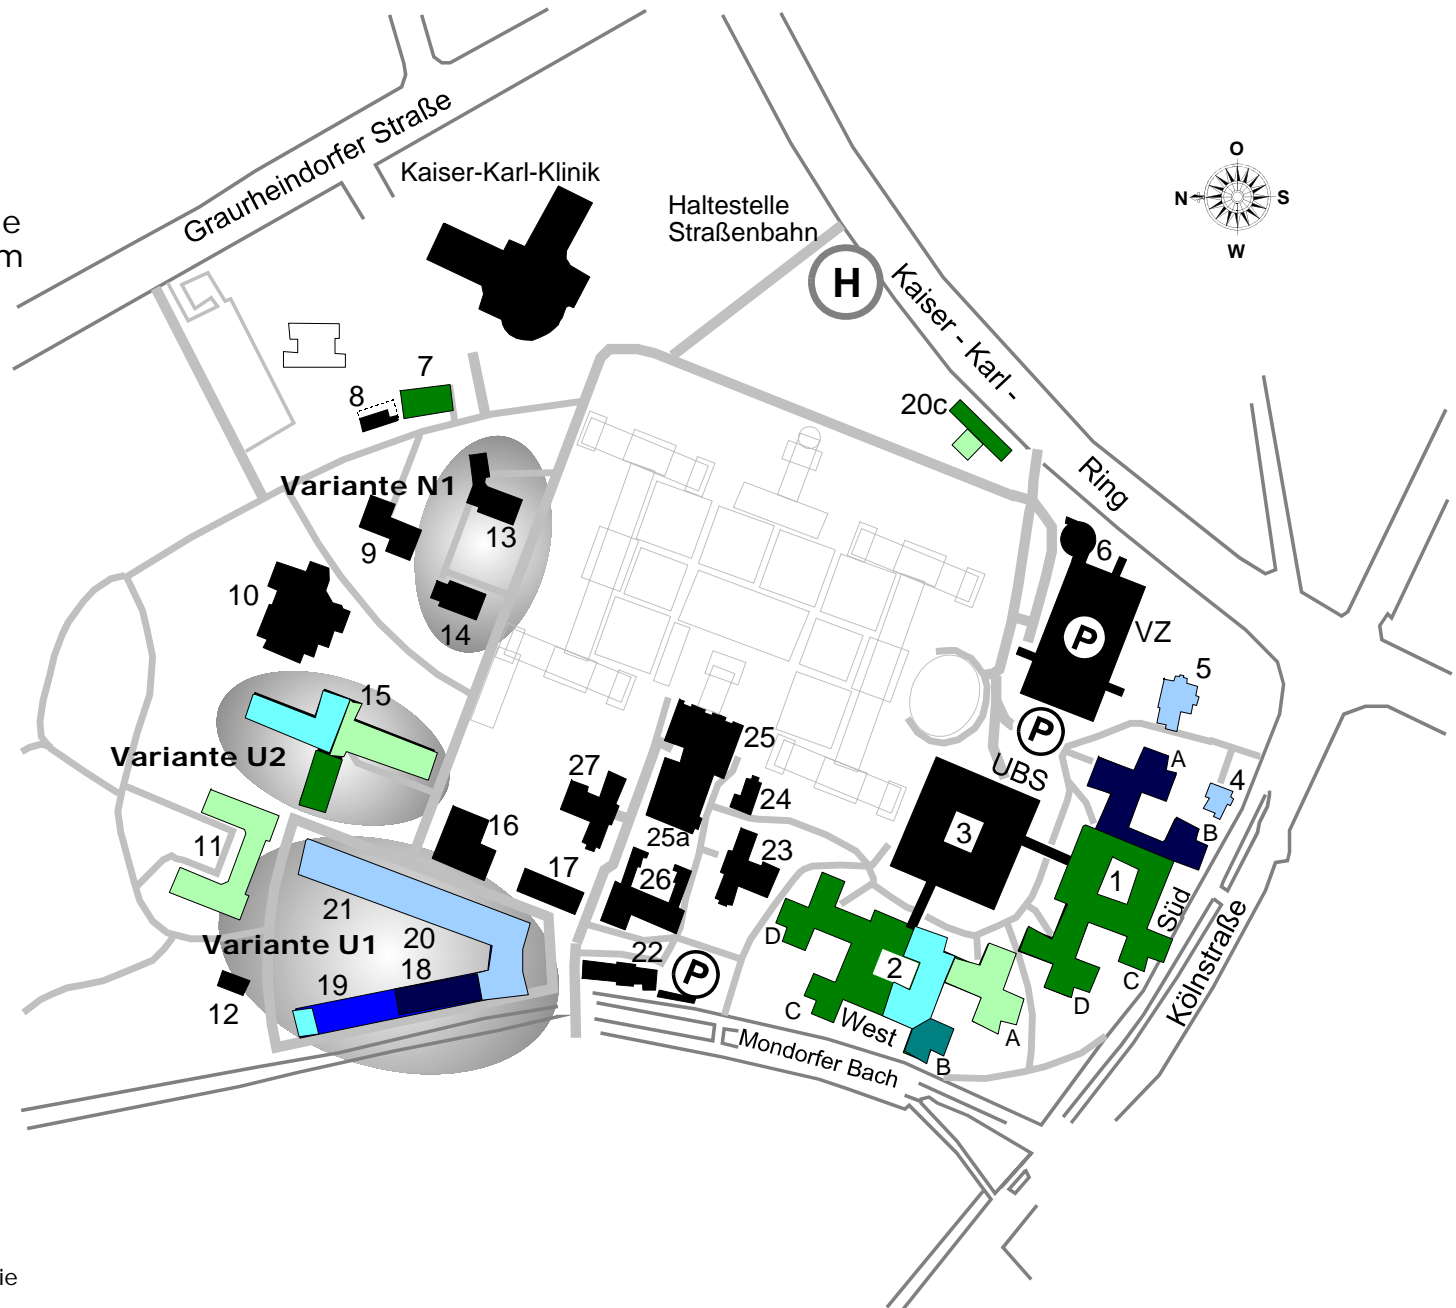 O
N
S
W
Graurheindorfer Straße
Kaiser-Karl-Klinik
Haltestelle
Straßenbahn
H
Kaiser - Karl -
Ring
e
m
7
8
20c
Variante N1
13
9
6
10
14
P
VZ
5
15
25
P
UBS
A
Variante U2
27
4
24
16
25a
3
B
11
17
26
23
1
Süd
21
D
Kölnstraße
Variante U1
20
22
P
2
C
18
19
D
12
C
West
A
Mondorfer Bach
B
ie